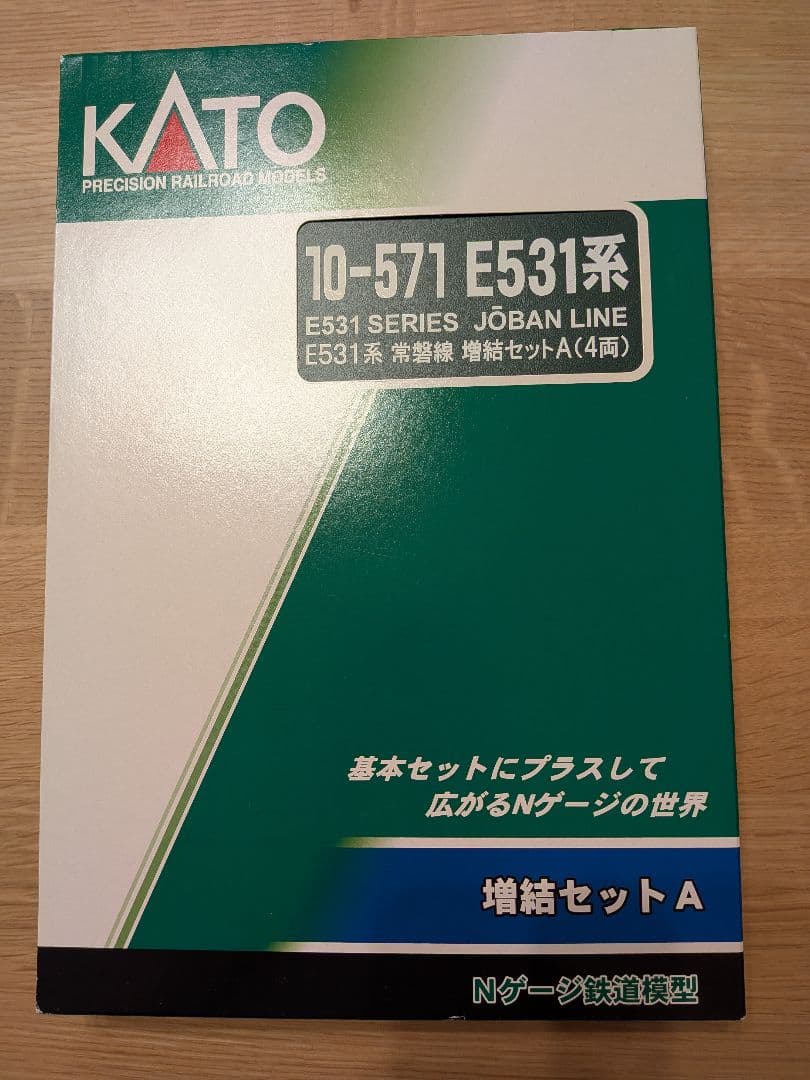 KATO
PRECISION RAILROAD MODELS
10-571 E531系
E531 SERIES JŌBAN LINE
E531系 常磐線 増結セットA(4両)
基本セットにプラスして
広がるNゲージの世界
増結セットA
Nゲージ鉄道模型